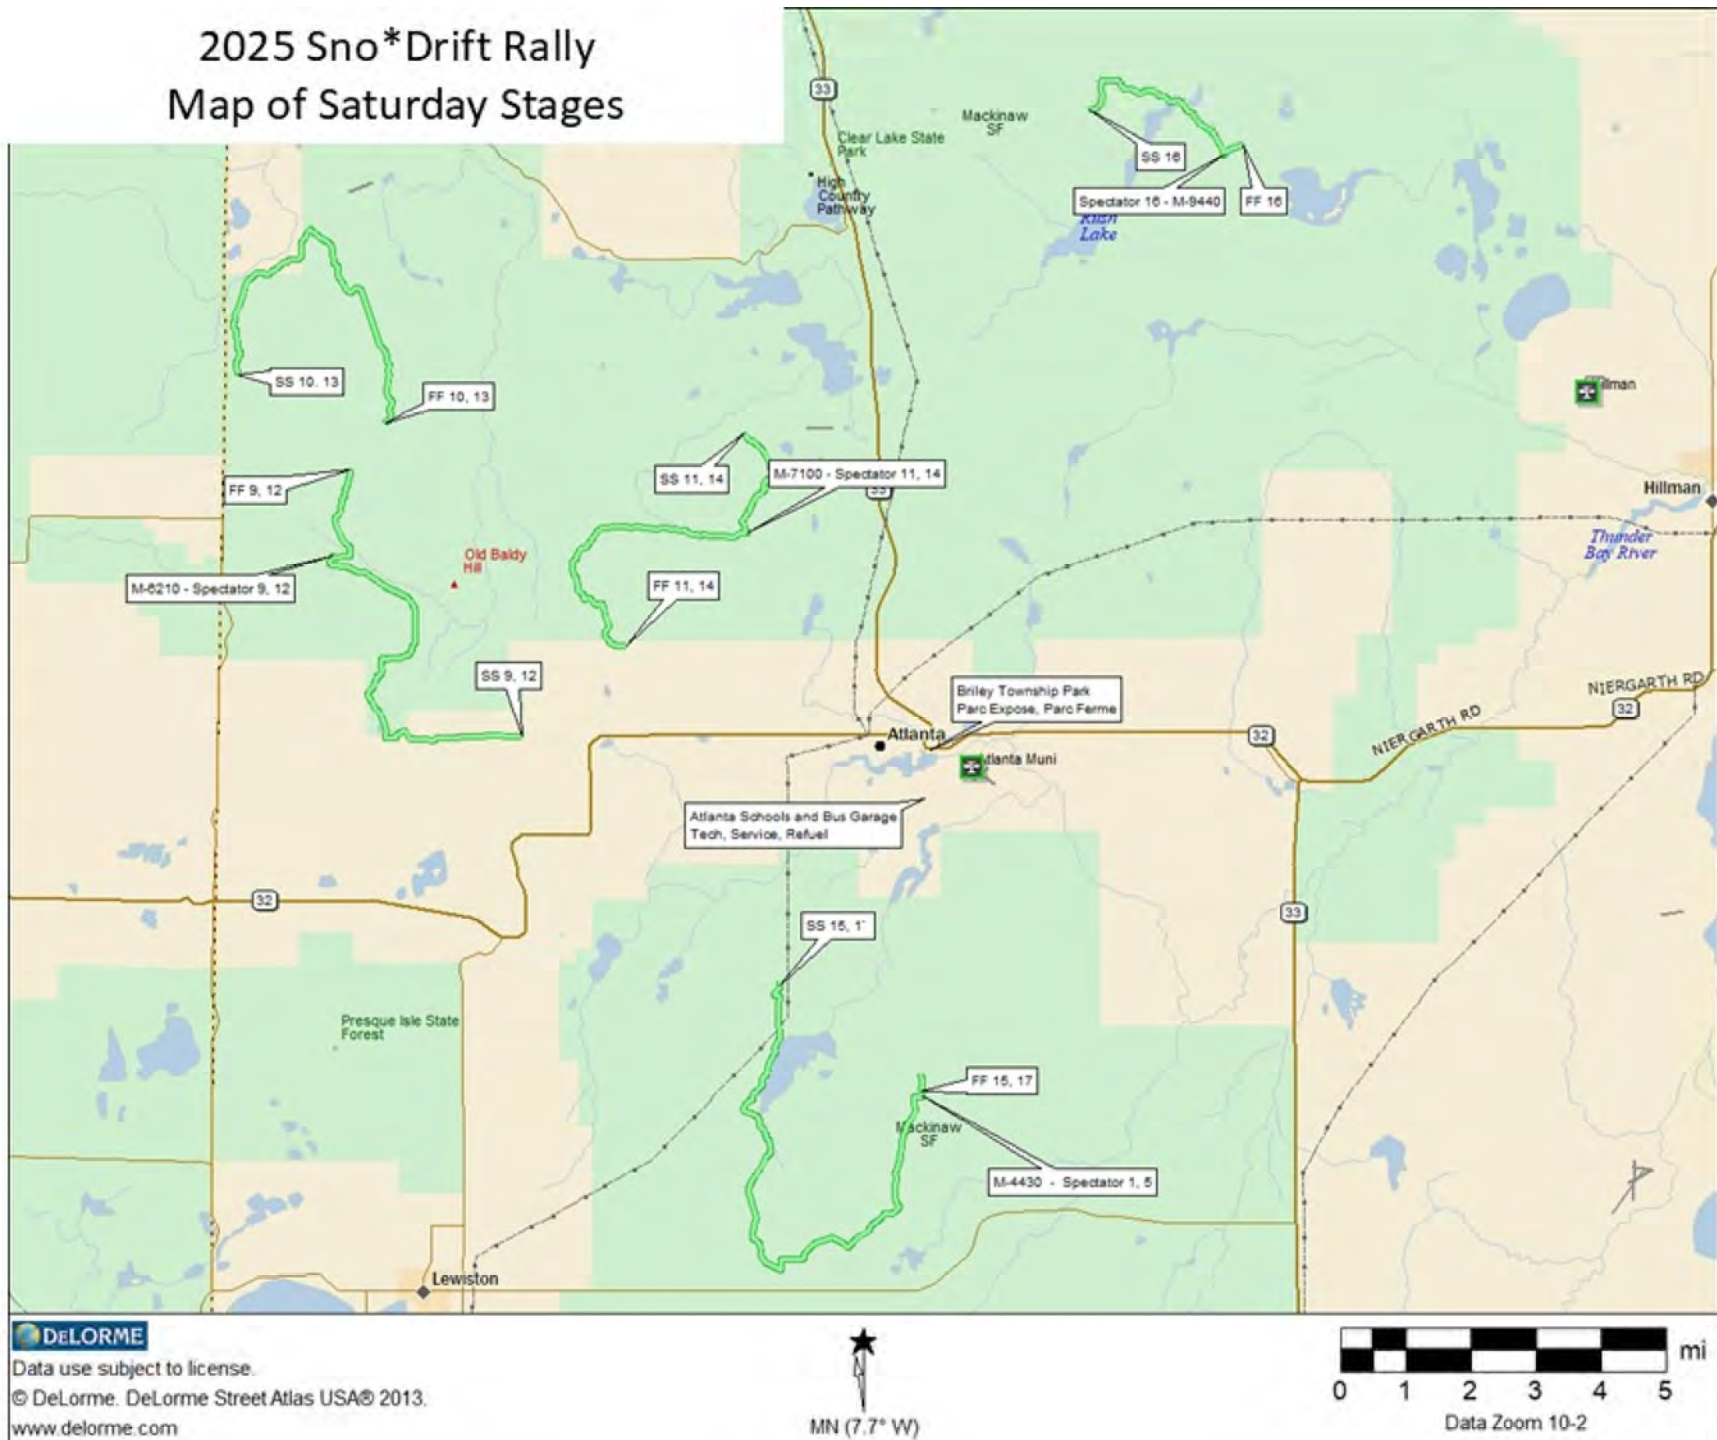 2025 Sno*Drift Rally
Map of Saturday Stages
33
Mackinaw
SF
Clear Lake State
Park
SS 16
High
Country
Pathway
Spectator 16 - M-9440
FF 16
Lake
SS 10. 13
FF 10, 13
SS 11, 14
M-7100 - Spectator 11, 14
33
FF 9, 12
Hillman
Thunder
Bay River
Old Baldy
Hill
M-6210 - Spectator 9, 12
FF 11, 14
SS 9, 12
Briley Township Park
Parc Expose, Parc Ferme
NIERGARTH RD
32
NIERGARTH RD
Atlanta
32
tlanta Muni
Atlanta Schools and Bus Garage
Tech, Service, Refuel
32
33
SS 15, 1
Presque Isle State
Forest
FF 15, 17
Mackinaw
SF
M-4430 - Spectator 1, 5
Lewiston
DELORME
Data use subject to license.
© DeLorme. DeLorme Street Atlas USA® 2013.
www.delorme.com
MN (7.7° W)
mi
0 1 2 3 4 5
Data Zoom 10-2